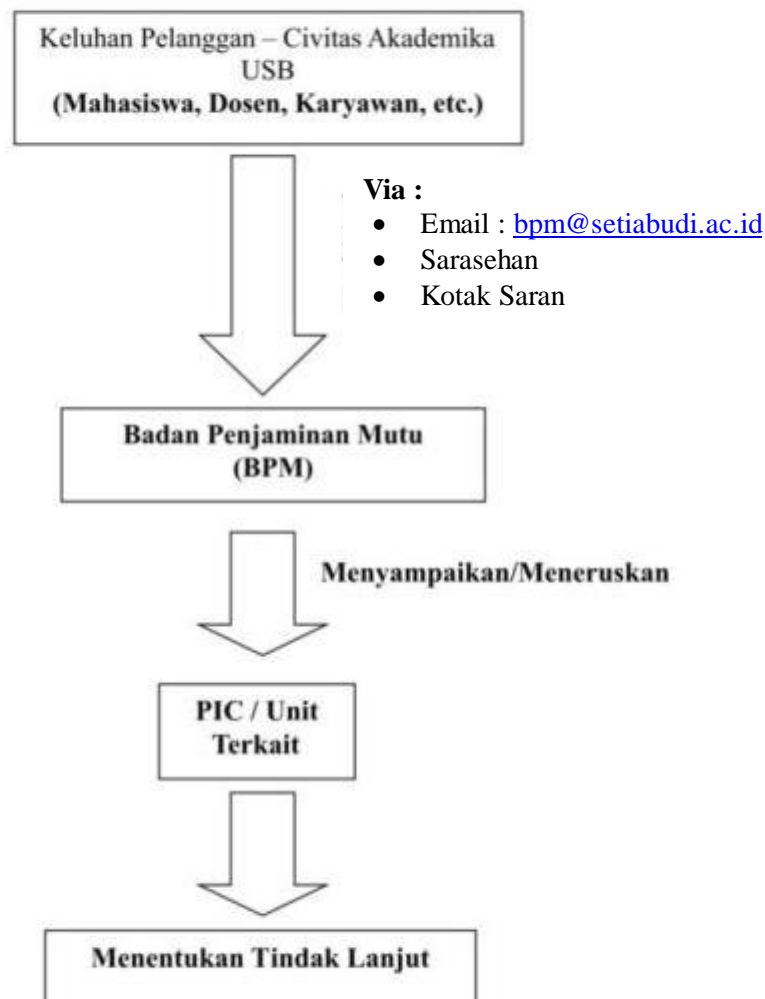 Keluhan Pelanggan – Civitas Akademika
USB
(Mahasiswa, Dosen, Karyawan, etc.)
Via :
• Email : bpm@setiabudi.ac.id
• Sarasehan
• Kotak Saran
Badan Penjaminan Mutu
(BPM)
Menyampaikan/Meneruskan
PIC / Unit
Terkait
Menentukan Tindak Lanjut